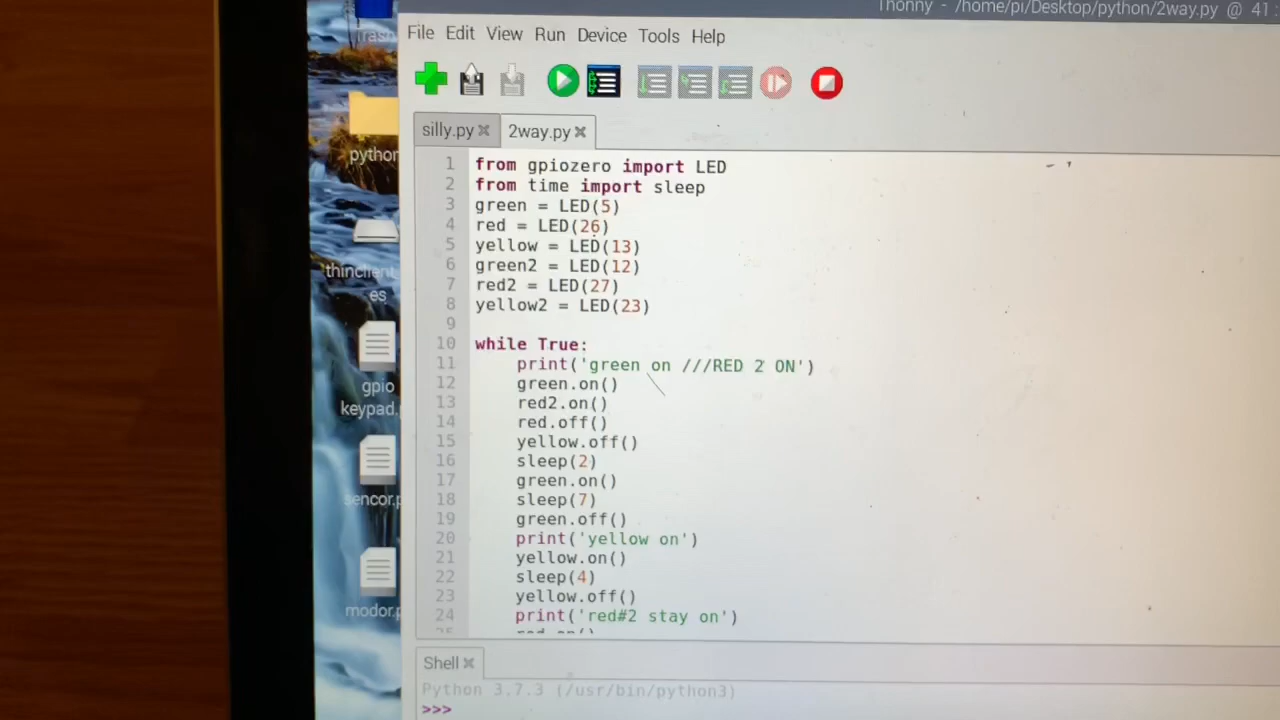 Thonny - /home/pi/Desktop/python/2way.py @ 41
File Edit View Run Device Tools Help
silly.py 2way.py
1 from gpiozero import LED
2 from time import sleep
3 green = LED(5)
4 red = LED(26)
5 yellow = LED(13)
6 green2 = LED(12)
7 red2 = LED(27)
8 yellow2 = LED(23)
9
10 while True:
11 print('green on ///RED 2 ON')
12 green.on()
13 red2.on()
14 red.off()
15 yellow.off()
16 sleep(2)
17 green.on()
18 sleep(7)
19 green.off()
20 print('yellow on')
21 yellow.on()
22 sleep(4)
23 yellow.off()
24 print('red#2 stay on')
25 red.on()
Shell
Python 3.7.3 (/usr/bin/python3)
>>>
Trash
python
thinclient
es
gpio
keypad.
sencor.p
modor.p